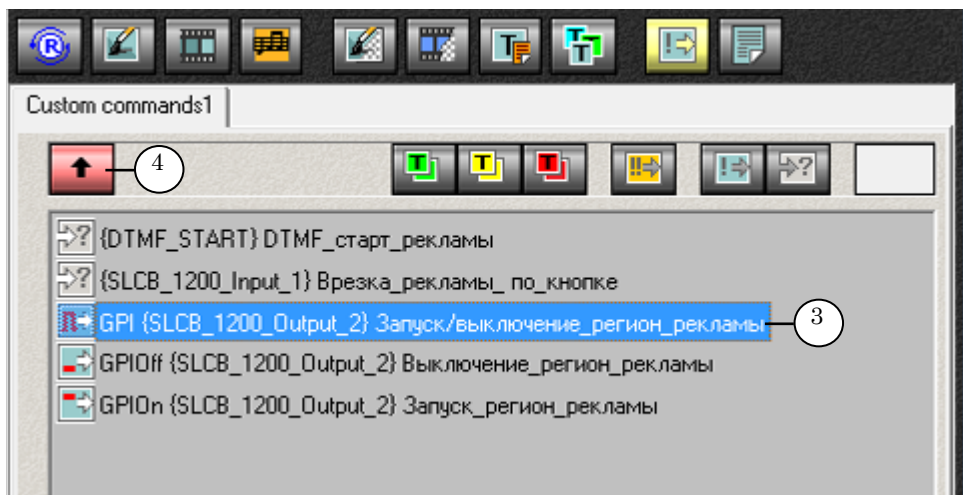 Custom commands1
4
{DTMF_START} DTMF_старт_рекламы
{SLCB_1200_Input_1} Врезка_рекламы_ по_кнопке
GPI {SLCB_1200_Output_2} Запуск/выключение_регион_рекламы
3
GPIOff {SLCB_1200_Output_2} Выключение_регион_рекламы
GPIOn {SLCB_1200_Output_2} Запуск_регион_рекламы